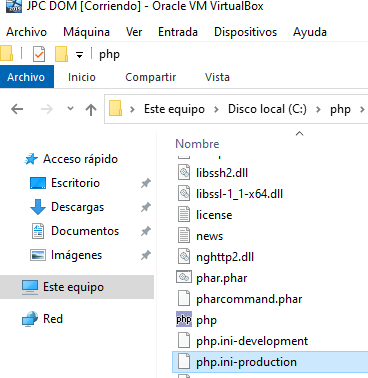 JPC DOM [Corriendo] - Oracle VM VirtualBox
Archivo Máquina Ver Entrada Dispositivos Ayuda
php
Archivo Inicio Compartir Vista
Este equipo > Disco local (C:) > php >
Nombre
Acceso rápido
Escritorio
Descargas
Documentos
Imágenes
Este equipo
Red
libssh2.dll
libssl-1_1-x64.dll
license
news
nghttp2.dll
phar.phar
pharcommand.phar
php php
php.ini-development
php.ini-production